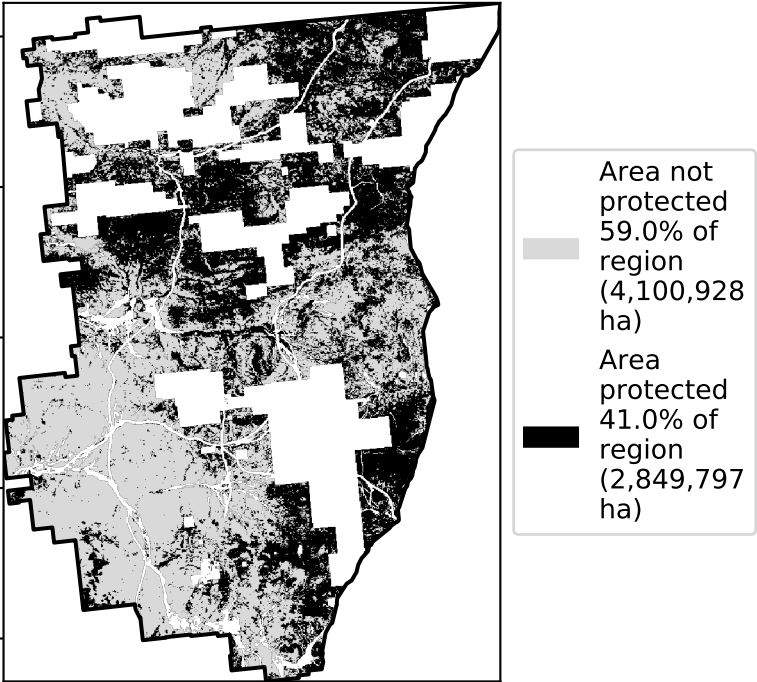 Area not
protected
59.0% of
region
(4,100,928
ha)
Area
protected
41.0% of
region
(2,849,797
ha)